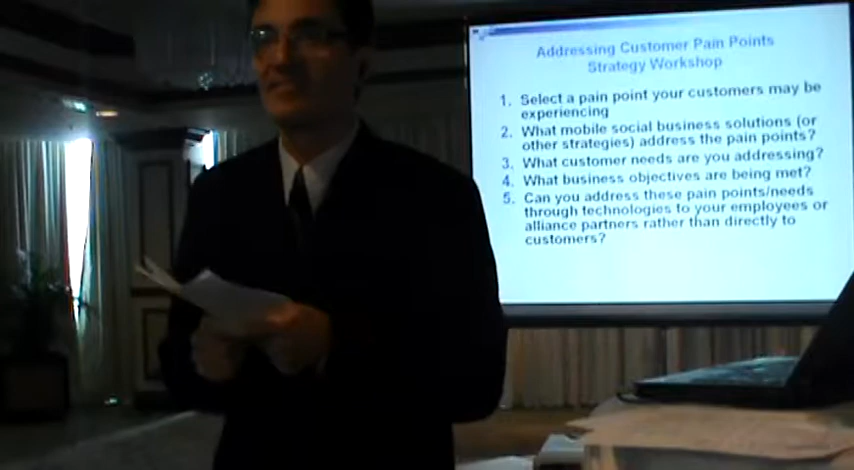 Addressing Customer Pain Points
Strategy Workshop
1. Select a pain point your customers may be
experiencing
2. What mobile social business solutions (or
other strategies) address the pain points?
3. What customer needs are you addressing?
4. What business objectives are being met?
5. Can you address these pain points/needs
through technologies to your employees or
alliance partners rather than directly to
customers?